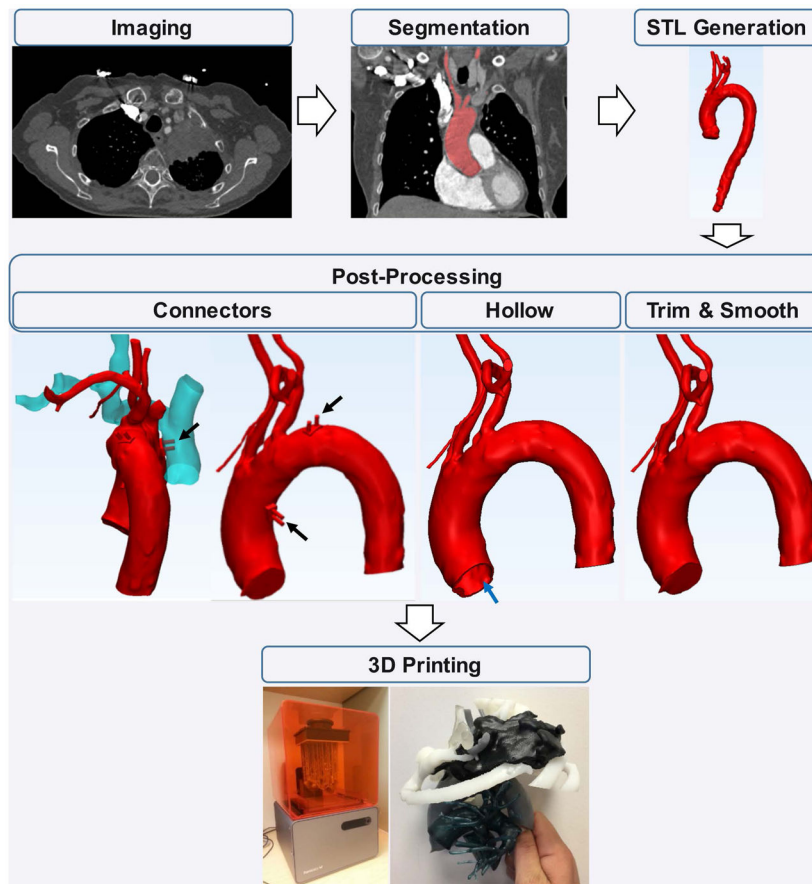 Imaging
Segmentation
STL Generation
Post-Processing
Connectors
Hollow
Trim & Smooth
3D Printing